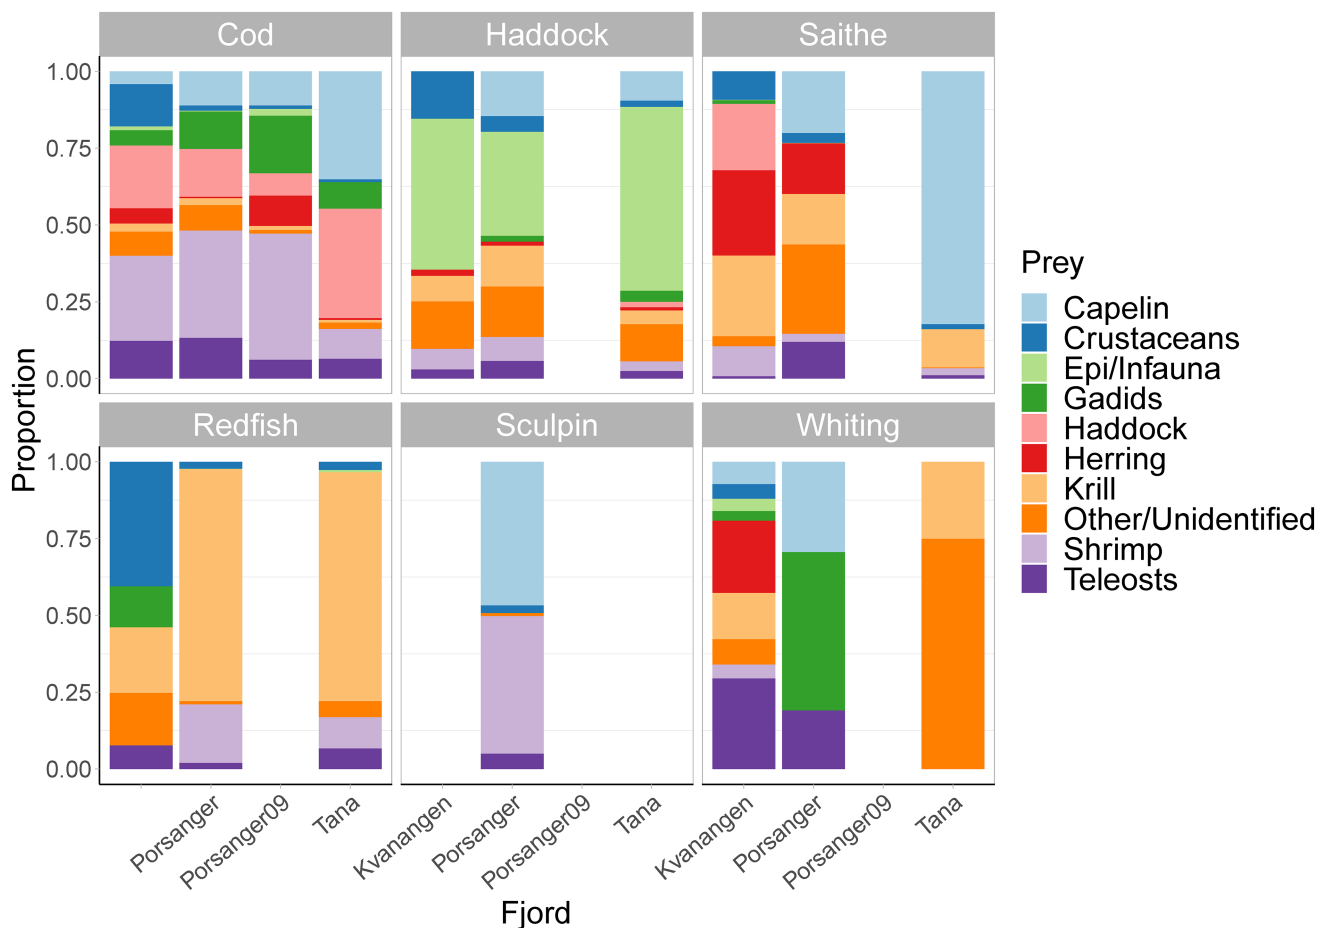 Cod Haddock Saithe
1.00
0.75
0.50
0.25
0.00
Redfish Sculpin Whiting
1.00
0.75
0.50
0.25
0.00
Proportion
Porsanger Porsanger09 Tana Kvanangen Porsanger Porsanger09 Tana Kvanangen Porsanger Porsanger09 Tana
Fjord
Prey
Capelin
Crustaceans
Epi/Infauna
Gadids
Haddock
Herring
Krill
Other/Unidentified
Shrimp
Teleosts